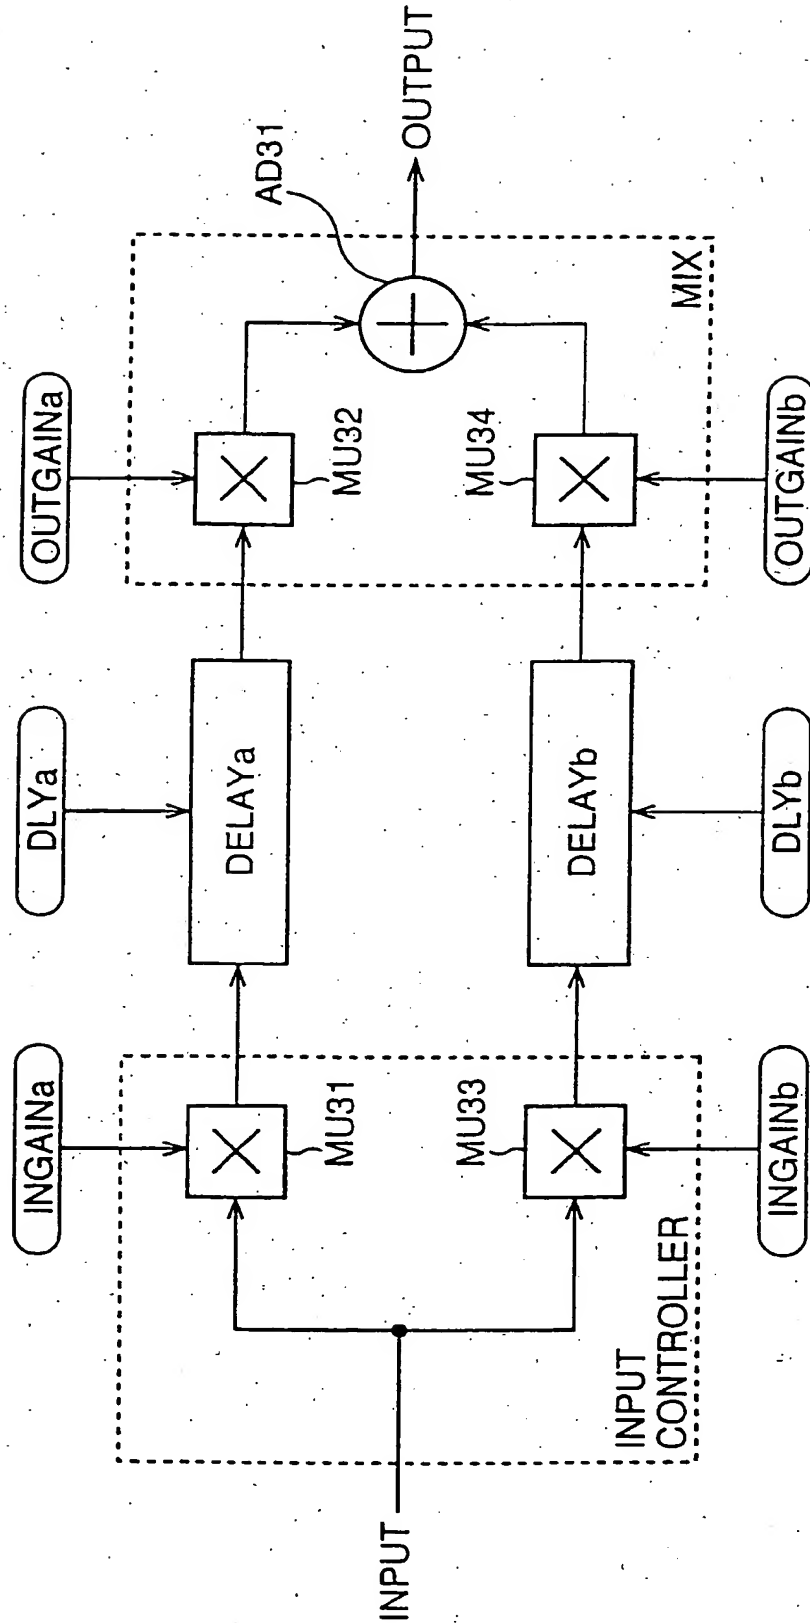 INGAINa
DLYa
OUTGAINa
MU31
DELAYa
MU32
AD31
INPUT
OUTPUT
MU33
DELAYb
MU34
INPUT
CONTROLLER
MIX
INGAINb
DLYb
OUTGAINb